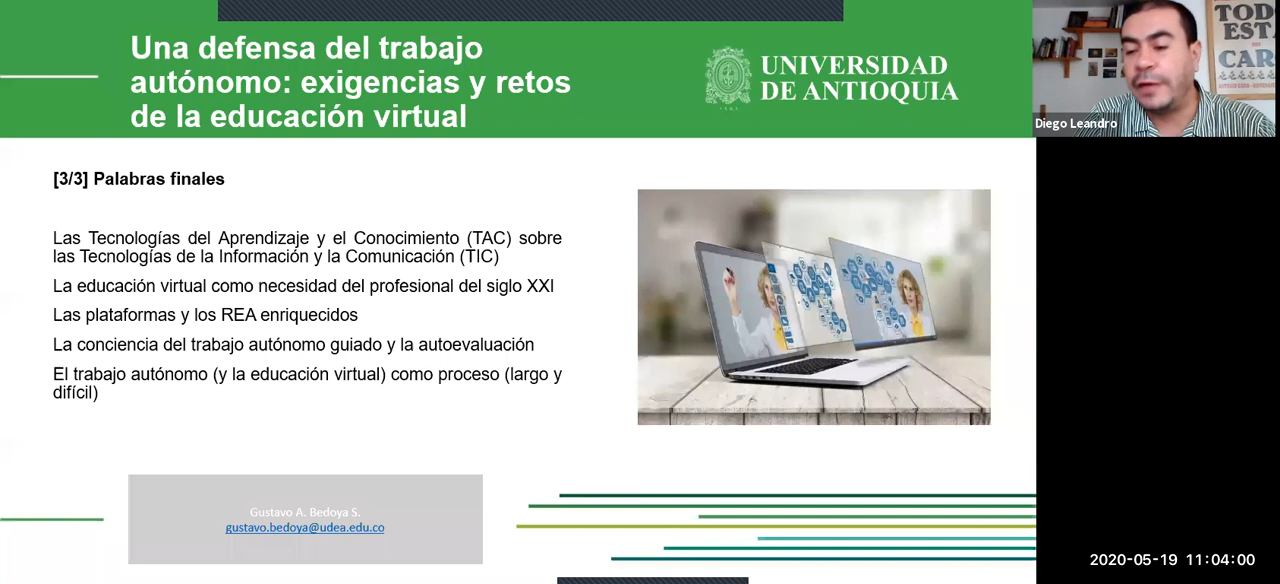 Una defensa del trabajo
autónomo: exigencias y retos
de la educación virtual
UNIVERSIDAD
DE ANTIOQUIA
TOD
EST
CAR
Diego Leandro
[3/3] Palabras finales
Las Tecnologías del Aprendizaje y el Conocimiento (TAC) sobre
las Tecnologías de la Información y la Comunicación (TIC)
La educación virtual como necesidad del profesional del siglo XXI
Las plataformas y los REA enriquecidos
La conciencia del trabajo autónomo guiado y la autoevaluación
El trabajo autónomo (y la educación virtual) como proceso (largo y
difícil)
Gustavo A. Bedoya S.
gustavo.bedoya@udea.edu.co
2020-05-19 11:04:00